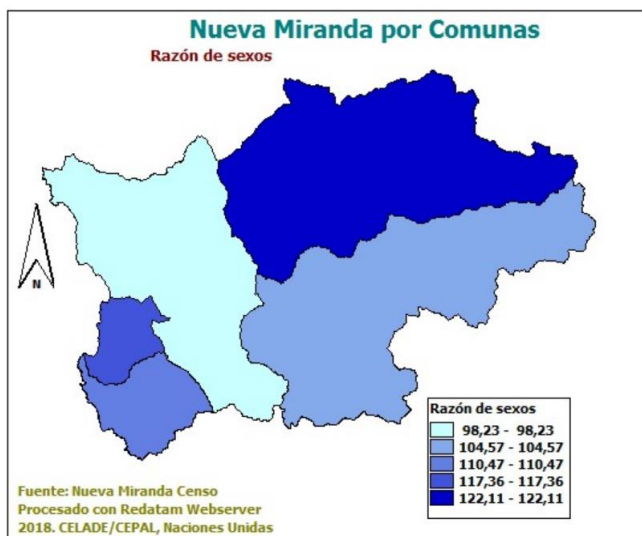 Nueva Miranda por Comunas
Razón de sexos
N
Razón de sexos
98,23 - 98,23
104,57 - 104,57
110,47 - 110,47
117,36 - 117,36
122,11 - 122,11
Fuente: Nueva Miranda Censo
Procesado con Redatam Webserver
2018. CELADE/CEPAL, Naciones Unidas